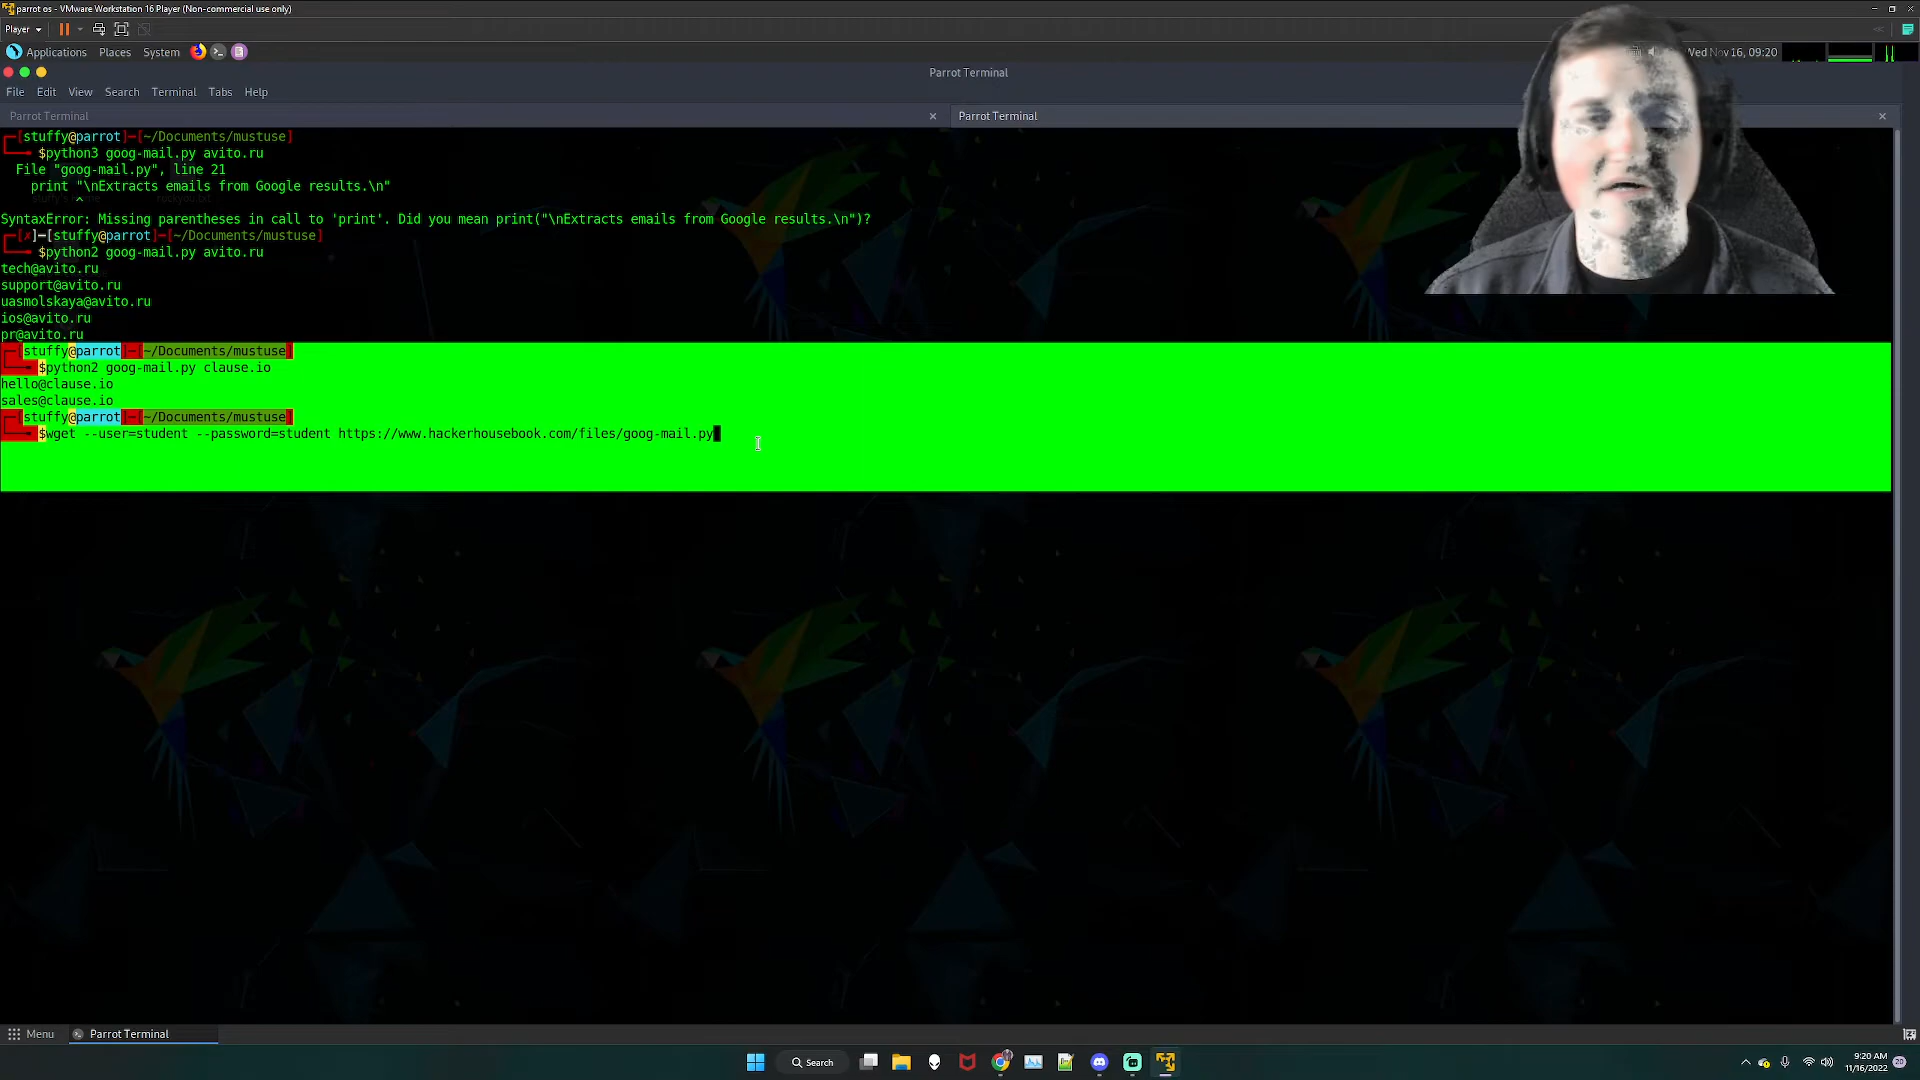 parrot os - VMware Workstation 16 Player (Non-commercial use only)
Player
Applications Places System
Wed Nov 16, 09:20
Parrot Terminal
File Edit View Search Terminal Tabs Help
Parrot Terminal
Parrot Terminal
[stuffy@parrot]─[~/Documents/mustuse]
$python3 goog-mail.py avito.ru
File "goog-mail.py", line 21
print "\nExtracts emails from Google results.\n"
^
SyntaxError: Missing parentheses in call to 'print'. Did you mean print("\nExtracts emails from Google results.\n")?
[✗]─[stuffy@parrot]─[~/Documents/mustuse]
$python2 goog-mail.py avito.ru
tech@avito.ru
support@avito.ru
uasmolskaya@avito.ru
ios@avito.ru
pr@avito.ru
[stuffy@parrot]─[~/Documents/mustuse]
$python2 goog-mail.py clause.io
hello@clause.io
sales@clause.io
[stuffy@parrot]─[~/Documents/mustuse]
$wget --user=student --password=student https://www.hackerhousebook.com/files/goog-mail.py
Menu
Parrot Terminal
Search
9:20 AM
11/16/2022
20